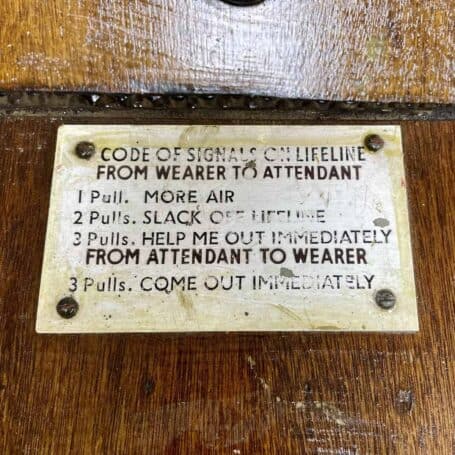 CODE OF SIGNALS ON LIFELINE
FROM WEARER TO ATTENDANT
1 Pull. MORE AIR
2 Pulls. SLACK OFF LIFELINE
3 Pulls. HELP ME OUT IMMEDIATELY
FROM ATTENDANT TO WEARER
3 Pulls. COME OUT IMMEDIATELY